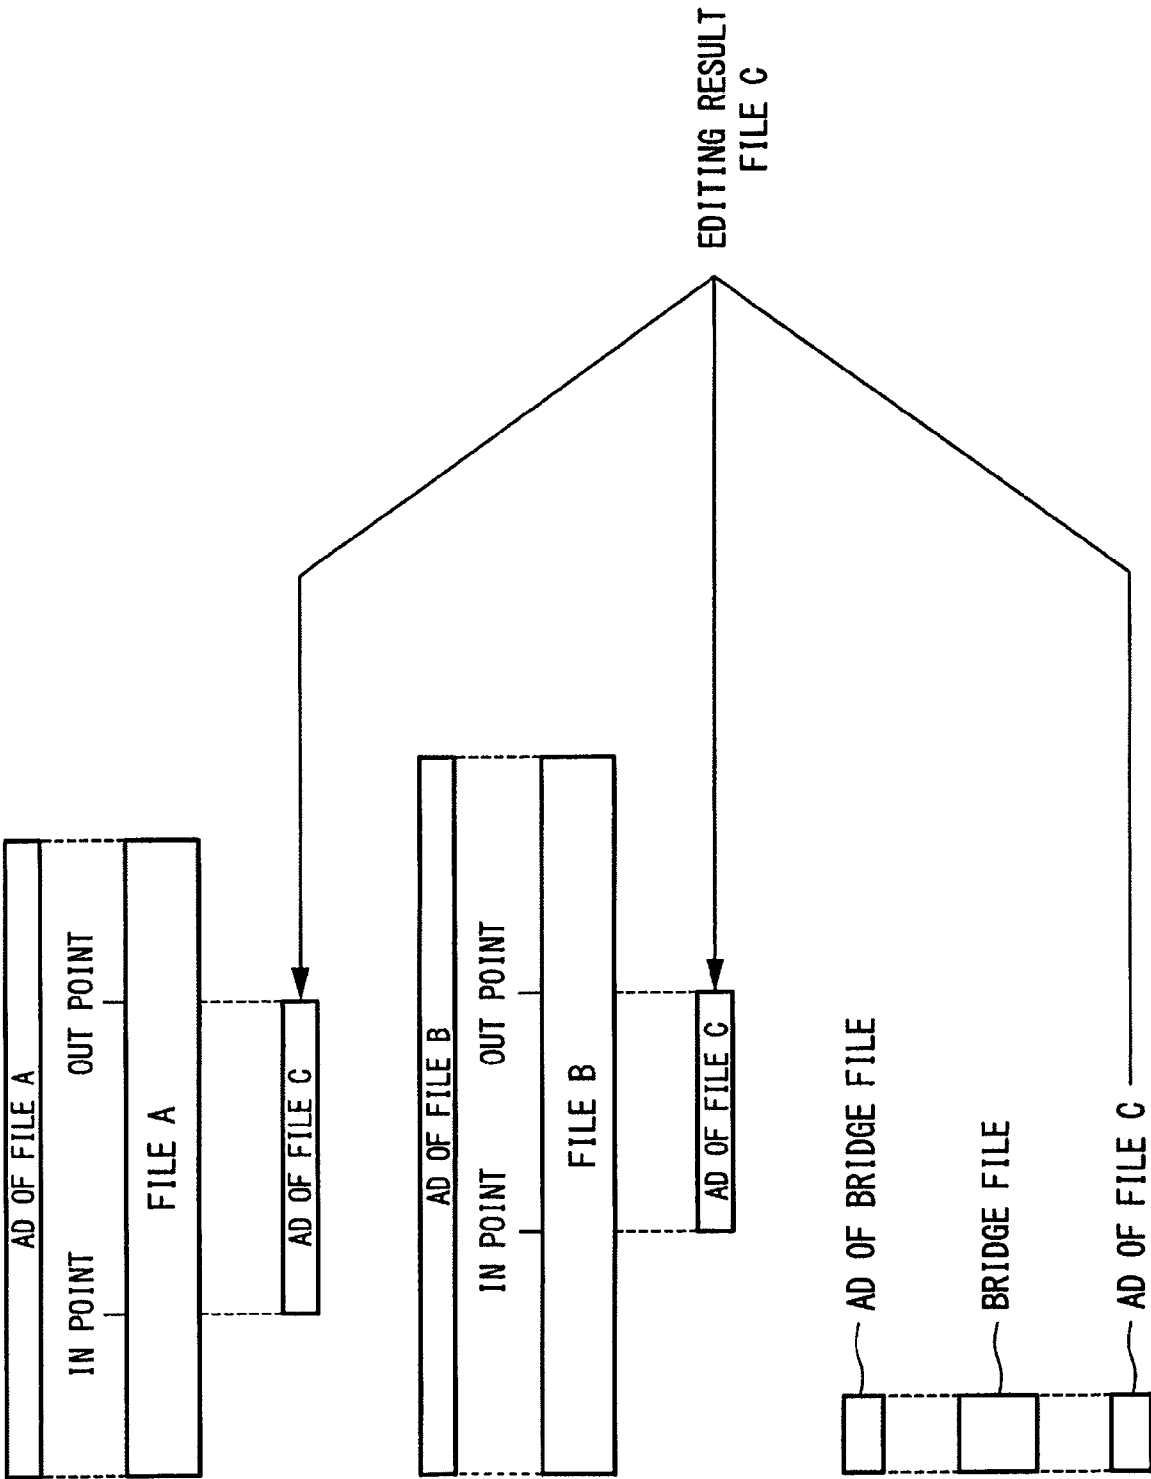 AD OF FILE A
IN POINT
OUT POINT
FILE A
AD OF FILE C
AD OF FILE B
IN POINT
OUT POINT
FILE B
AD OF FILE C
EDITING RESULT
FILE C
AD OF BRIDGE FILE
BRIDGE FILE
AD OF FILE C